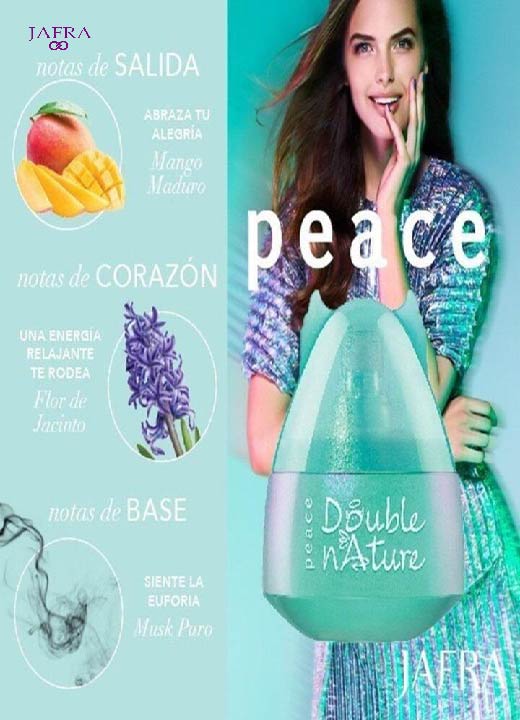 JAFRA
notas de SALIDA
ABRAZA TU
ALEGRÍA
Mango
Maduro
notas de CORAZÓN
UNA ENERGÍA
RELAJANTE
TE RODEA
Flor de
Jacinto
notas de BASE
SIENTE LA
EUFORIA
Musk Puro
peace
peace
Double
nAture
JAFRA